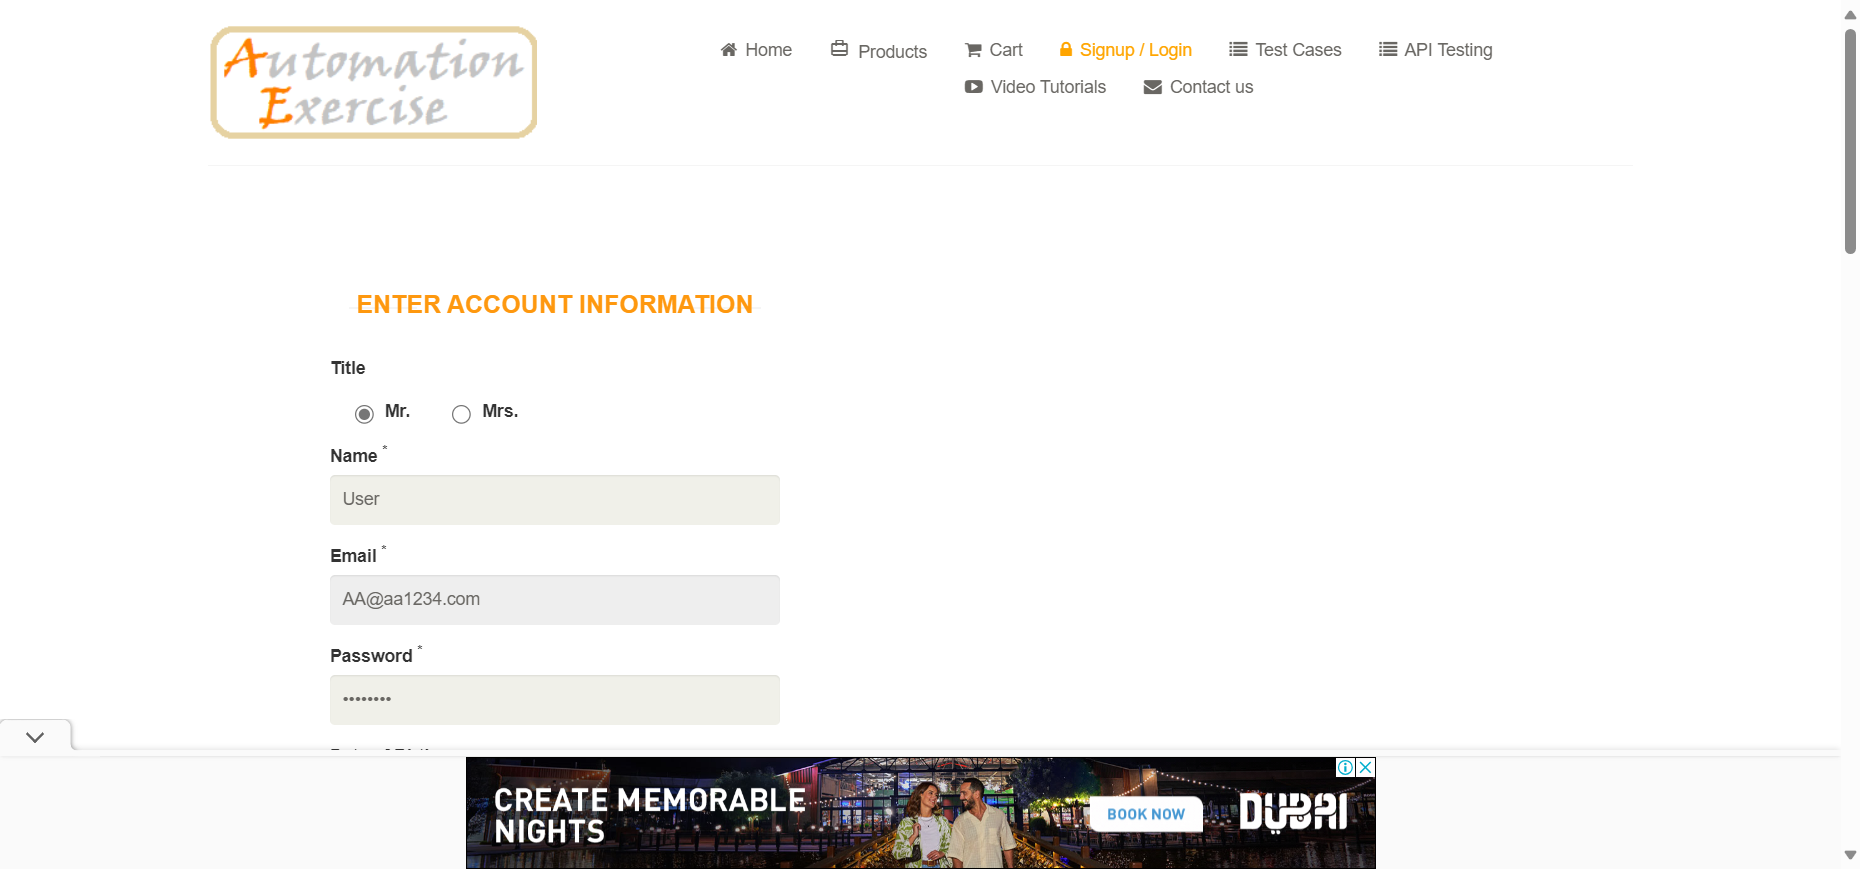 Automation
Exercise
Home
Products
Cart
Signup / Login
Test Cases
API Testing
Video Tutorials
Contact us
ENTER ACCOUNT INFORMATION
Title
Mr.
Mrs.
Name *
User
Email *
AA@aa1234.com
Password *
••••••••
CREATE MEMORABLE
NIGHTS
BOOK NOW
DUBAI